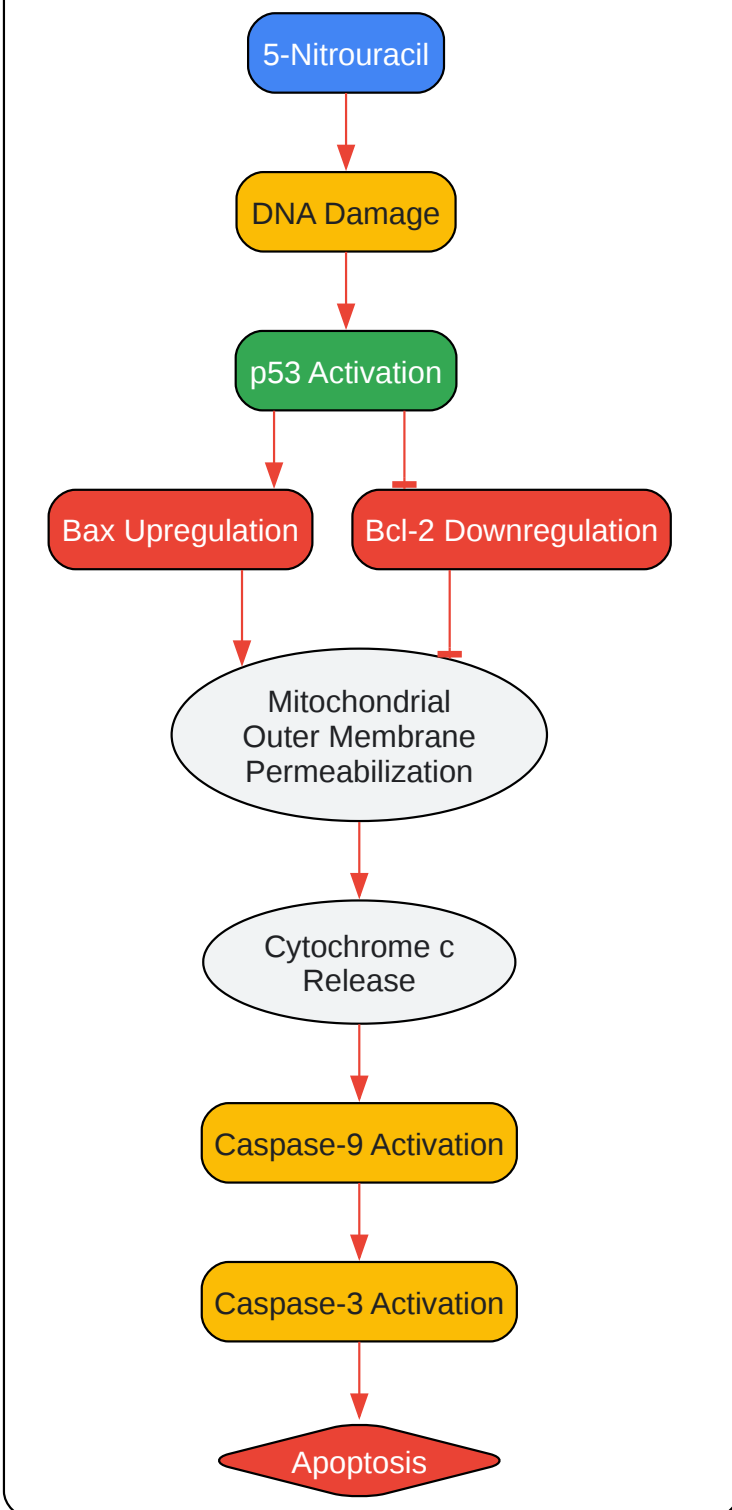 5-Nitrouracil
DNA Damage
p53 Activation
Bax Upregulation
Bcl-2 Downregulation
Mitochondrial
Outer Membrane
Permeabilization
Cytochrome c
Release
Caspase-9 Activation
Caspase-3 Activation
Apoptosis